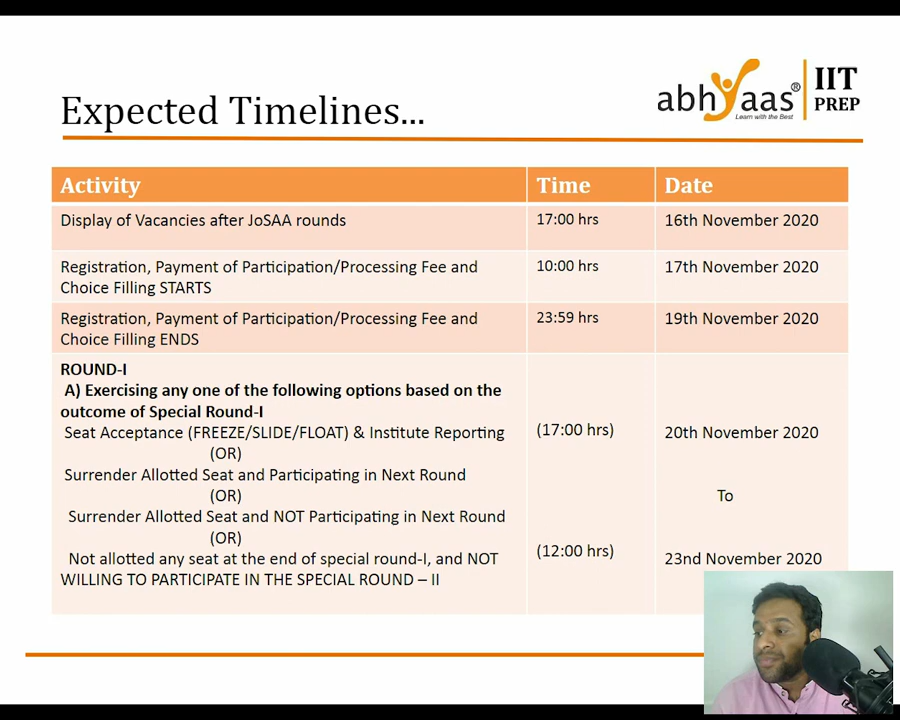 Expected Timelines...
abhyaas®
Learn with the Best
IIT
PREP
Activity Time Date
Display of Vacancies after JoSAA rounds 17:00 hrs 16th November 2020
Registration, Payment of Participation/Processing Fee and 10:00 hrs 17th November 2020
Choice Filling STARTS
Registration, Payment of Participation/Processing Fee and 23:59 hrs 19th November 2020
Choice Filling ENDS
ROUND-I
A) Exercising any one of the following options based on the
outcome of Special Round-I
Seat Acceptance (FREEZE/SLIDE/FLOAT) & Institute Reporting (17:00 hrs) 20th November 2020
(OR)
Surrender Allotted Seat and Participating in Next Round
(OR) To
Surrender Allotted Seat and NOT Participating in Next Round
(OR)
Not allotted any seat at the end of special round-I, and NOT (12:00 hrs) 23nd November 2020
WILLING TO PARTICIPATE IN THE SPECIAL ROUND – II